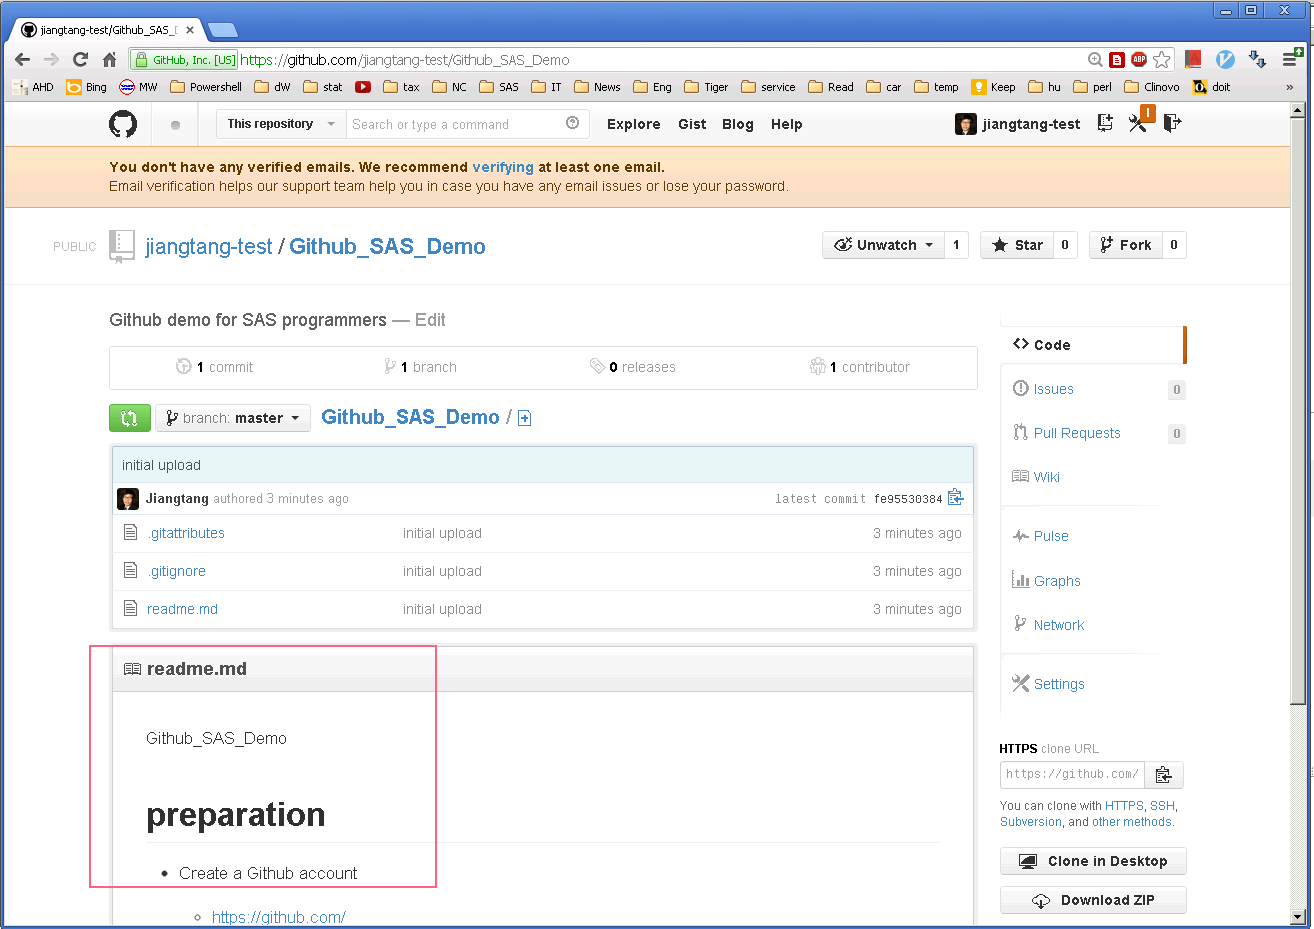 jiangtang-test/Github_SAS_
GitHub, Inc. [US] https://github.com/jiangtang-test/Github_SAS_Demo
ABP
AHD Bing MW Powershell dW stat tax NC SAS IT News Eng Tiger service Read car temp Keep hu perl Clinovo doit »
This repository Search or type a command Explore Gist Blog Help jiangtang-test
You don't have any verified emails. We recommend verifying at least one email.
Email verification helps our support team help you in case you have any email issues or lose your password.
PUBLIC jiangtang-test / Github_SAS_Demo Unwatch 1 Star 0 Fork 0
Github demo for SAS programmers — Edit
1 commit 1 branch 0 releases 1 contributor
branch: master Github_SAS_Demo /
initial upload
Jiangtang authored 3 minutes ago latest commit fe95530384
.gitattributes initial upload 3 minutes ago
.gitignore initial upload 3 minutes ago
readme.md initial upload 3 minutes ago
readme.md
Github_SAS_Demo
preparation
• Create a Github account
https://github.com/
Code
Issues 0
Pull Requests 0
Wiki
Pulse
Graphs
Network
Settings
HTTPS clone URL
https://github.com/
You can clone with HTTPS, SSH,
Subversion, and other methods.
Clone in Desktop
Download ZIP